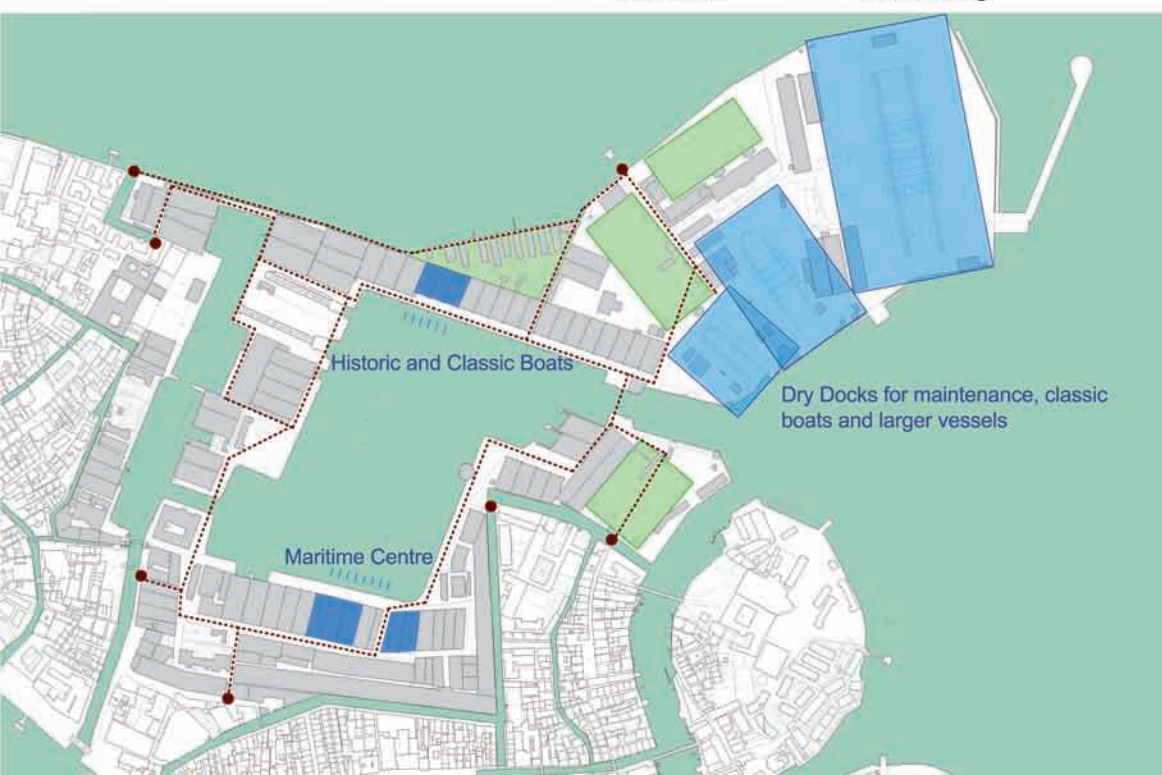 Historic and Classic Boats
Dry Docks for maintenance, classic
boats and larger vessels
Maritime Centre